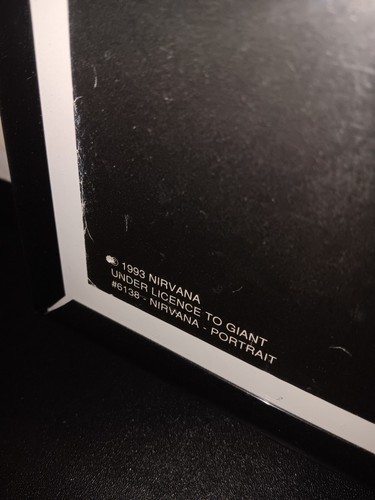 © 1993 NIRVANA
UNDER LICENCE TO GIANT
#6138 - NIRVANA - PORTRAIT